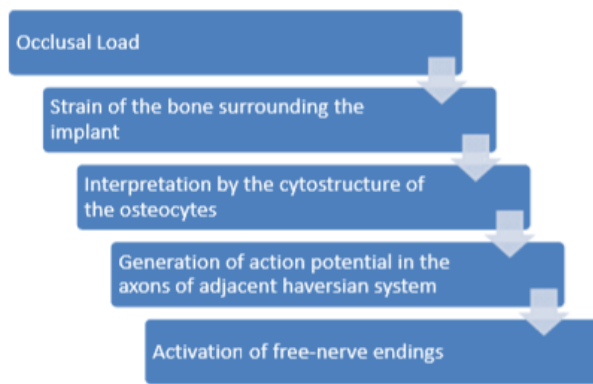 Occlusal Load
Strain of the bone surrounding the
implant
Interpretation by the cytostructure of
the osteocytes
Generation of action potential in the
axons of adjacent haversian system
Activation of free-nerve endings